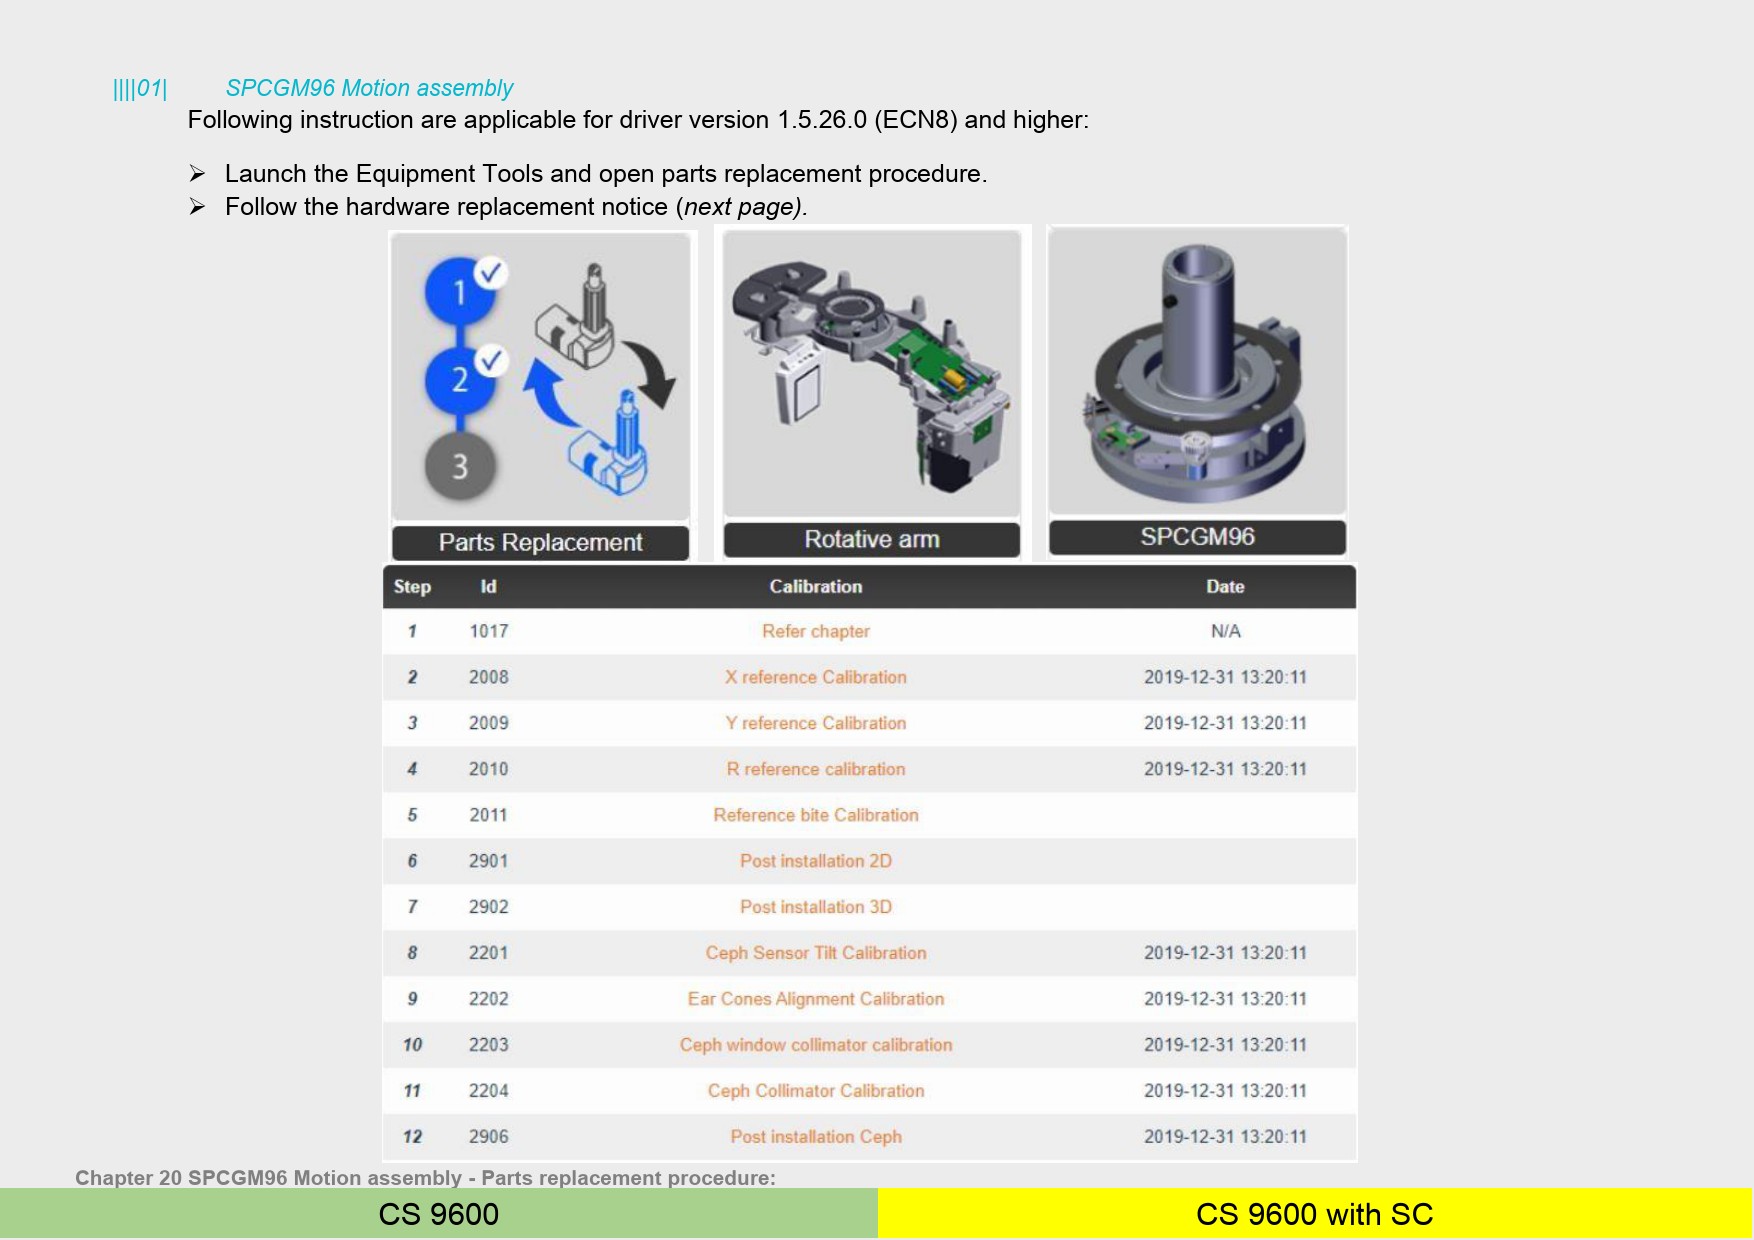 ||||01| SPCGM96 Motion assembly
Following instruction are applicable for driver version 1.5.26.0 (ECN8) and higher:
➢ Launch the Equipment Tools and open parts replacement procedure.
➢ Follow the hardware replacement notice (next page).
1
2
3
Parts Replacement
Rotative arm
SPCGM96
Step Id Calibration Date
1 1017 Refer chapter N/A
2 2008 X reference Calibration 2019-12-31 13:20:11
3 2009 Y reference Calibration 2019-12-31 13:20:11
4 2010 R reference calibration 2019-12-31 13:20:11
5 2011 Reference bite Calibration
6 2901 Post installation 2D
7 2902 Post installation 3D
8 2201 Ceph Sensor Tilt Calibration 2019-12-31 13:20:11
9 2202 Ear Cones Alignment Calibration 2019-12-31 13:20:11
10 2203 Ceph window collimator calibration 2019-12-31 13:20:11
11 2204 Ceph Collimator Calibration 2019-12-31 13:20:11
12 2906 Post installation Ceph 2019-12-31 13:20:11
Chapter 20 SPCGM96 Motion assembly - Parts replacement procedure:
CS 9600
CS 9600 with SC